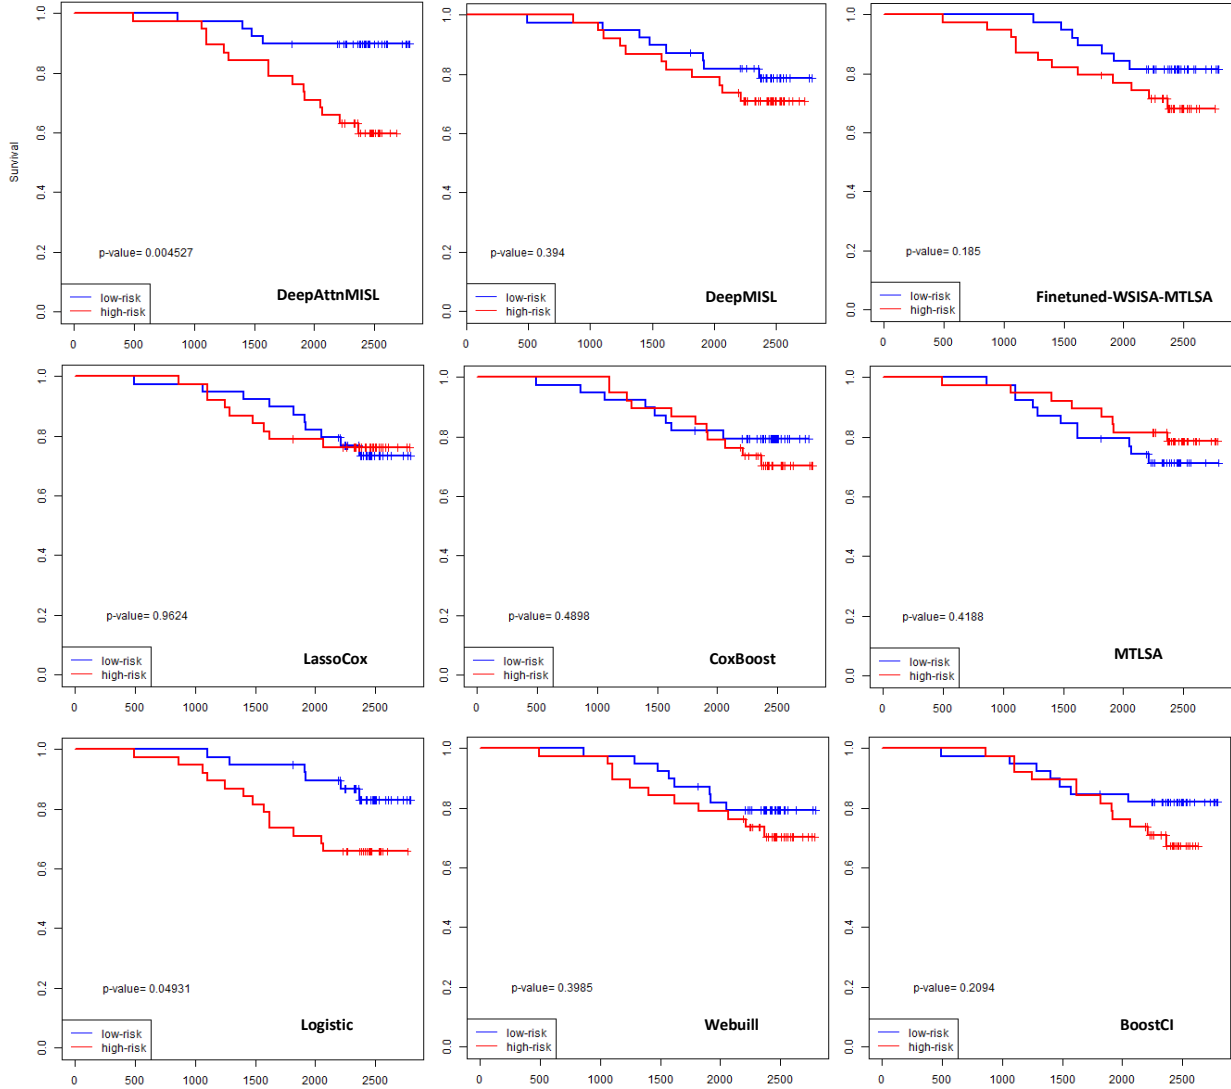 1.0
0.8
0.6
0.4
0.2
0.0
Survival
p-value= 0.004527
low-risk
high-risk
DeepAttnMISL
0 500 1000 1500 2000 2500
1.0
0.8
0.6
0.4
0.2
0.0
p-value= 0.394
low-risk
high-risk
DeepMISL
0 500 1000 1500 2000 2500
1.0
0.8
0.6
0.4
0.2
0.0
p-value= 0.185
low-risk
high-risk
Finetuned-WSISA-MTLSA
0 500 1000 1500 2000 2500
1.0
0.8
0.6
0.4
0.2
0.0
p-value= 0.9624
low-risk
high-risk
LassoCox
0 500 1000 1500 2000 2500
1.0
0.8
0.6
0.4
0.2
0.0
p-value= 0.4898
low-risk
high-risk
CoxBoost
0 500 1000 1500 2000 2500
1.0
0.8
0.6
0.4
0.2
0.0
p-value= 0.4188
low-risk
high-risk
MTLSA
0 500 1000 1500 2000 2500
1.0
0.8
0.6
0.4
0.2
0.0
p-value= 0.04931
low-risk
high-risk
Logistic
0 500 1000 1500 2000 2500
1.0
0.8
0.6
0.4
0.2
0.0
p-value= 0.3985
low-risk
high-risk
Webuill
0 500 1000 1500 2000 2500
1.0
0.8
0.6
0.4
0.2
0.0
p-value= 0.2094
low-risk
high-risk
BoostCI
0 500 1000 1500 2000 2500